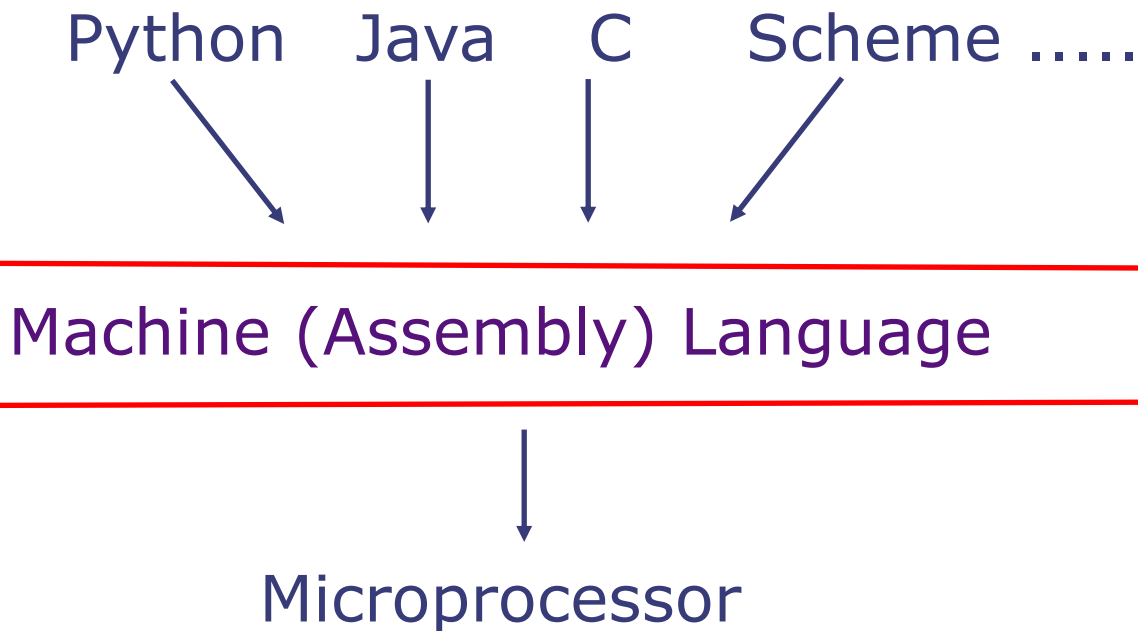 Python Java C Scheme .....
Machine (Assembly) Language
Microprocessor